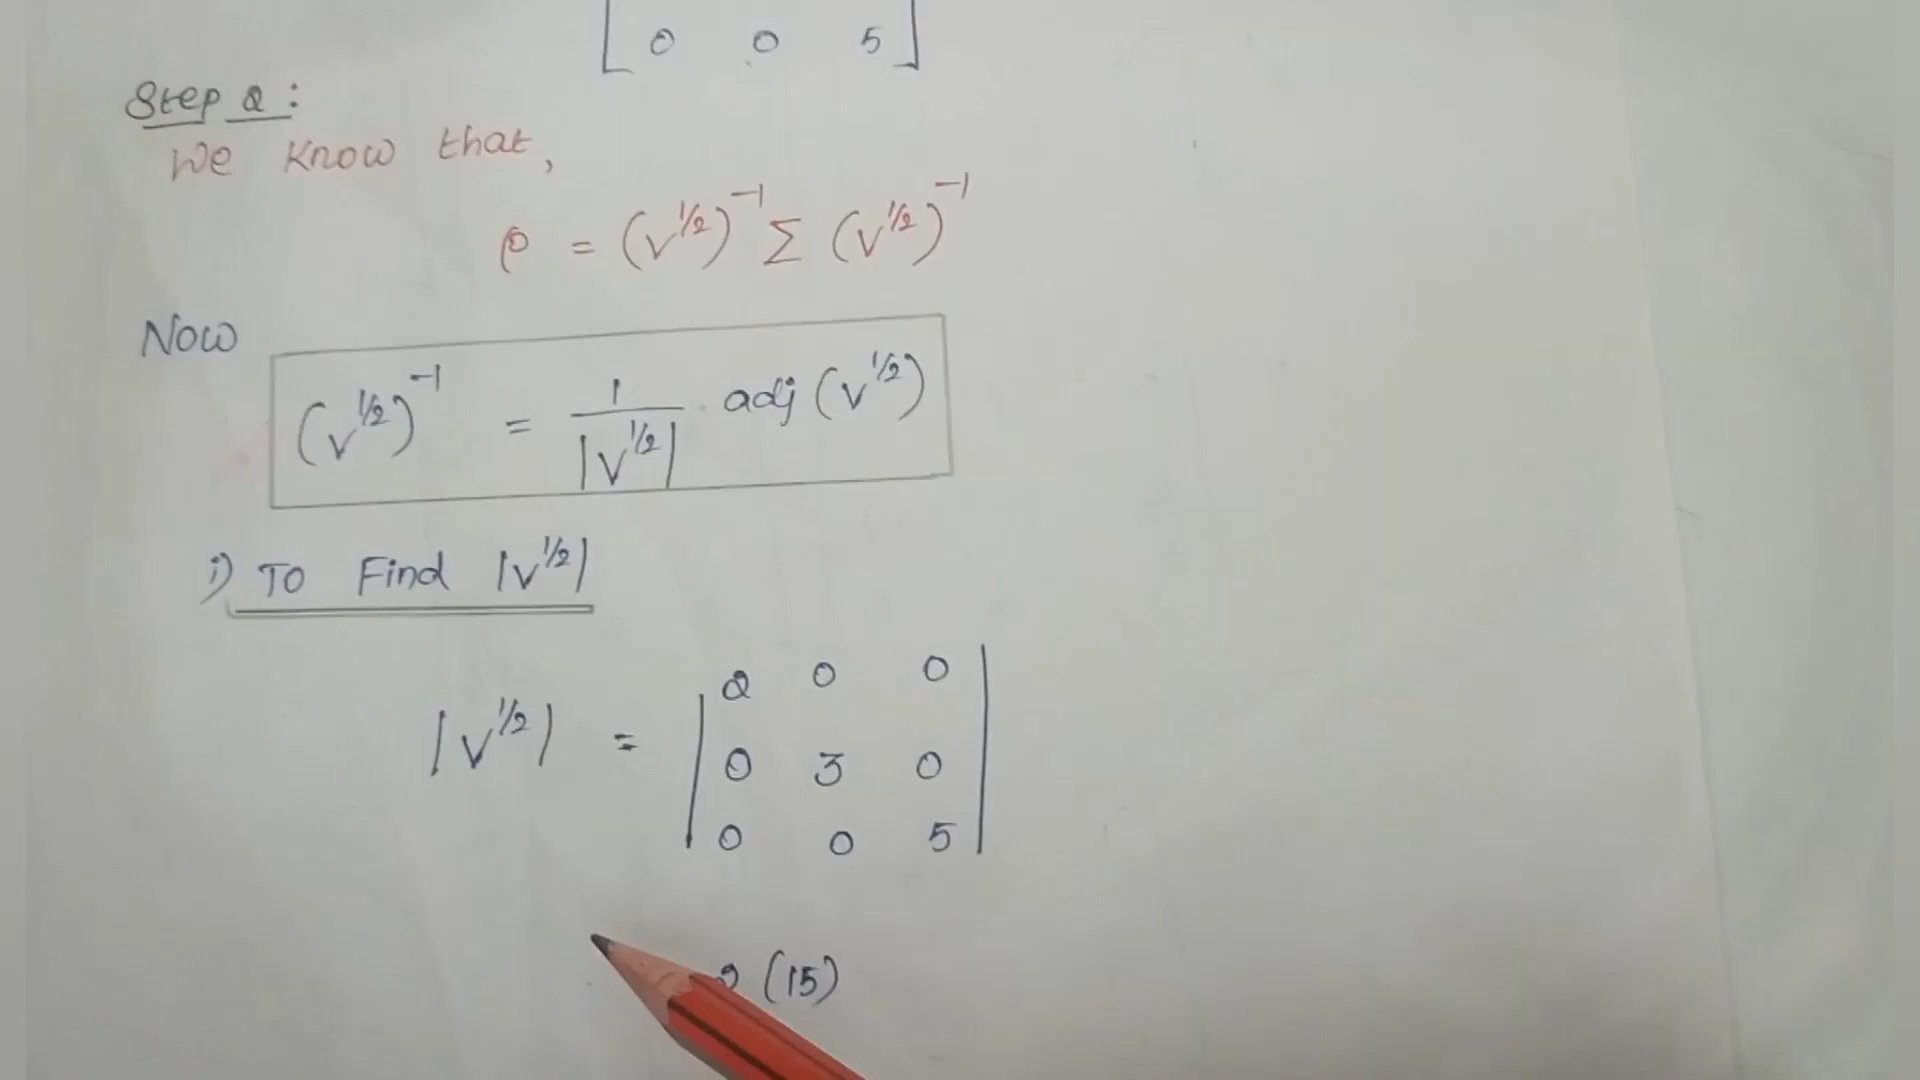 0 0 5
Step 2:
We know that,
ρ = (V^1/2)^-1 Σ (V^1/2)^-1
Now
(V^1/2)^-1 = 1/|V^1/2| . adj (V^1/2)
i) To Find |V^1/2|
|V^1/2| = | 2 0 0
0 3 0
0 0 5 |
(15)